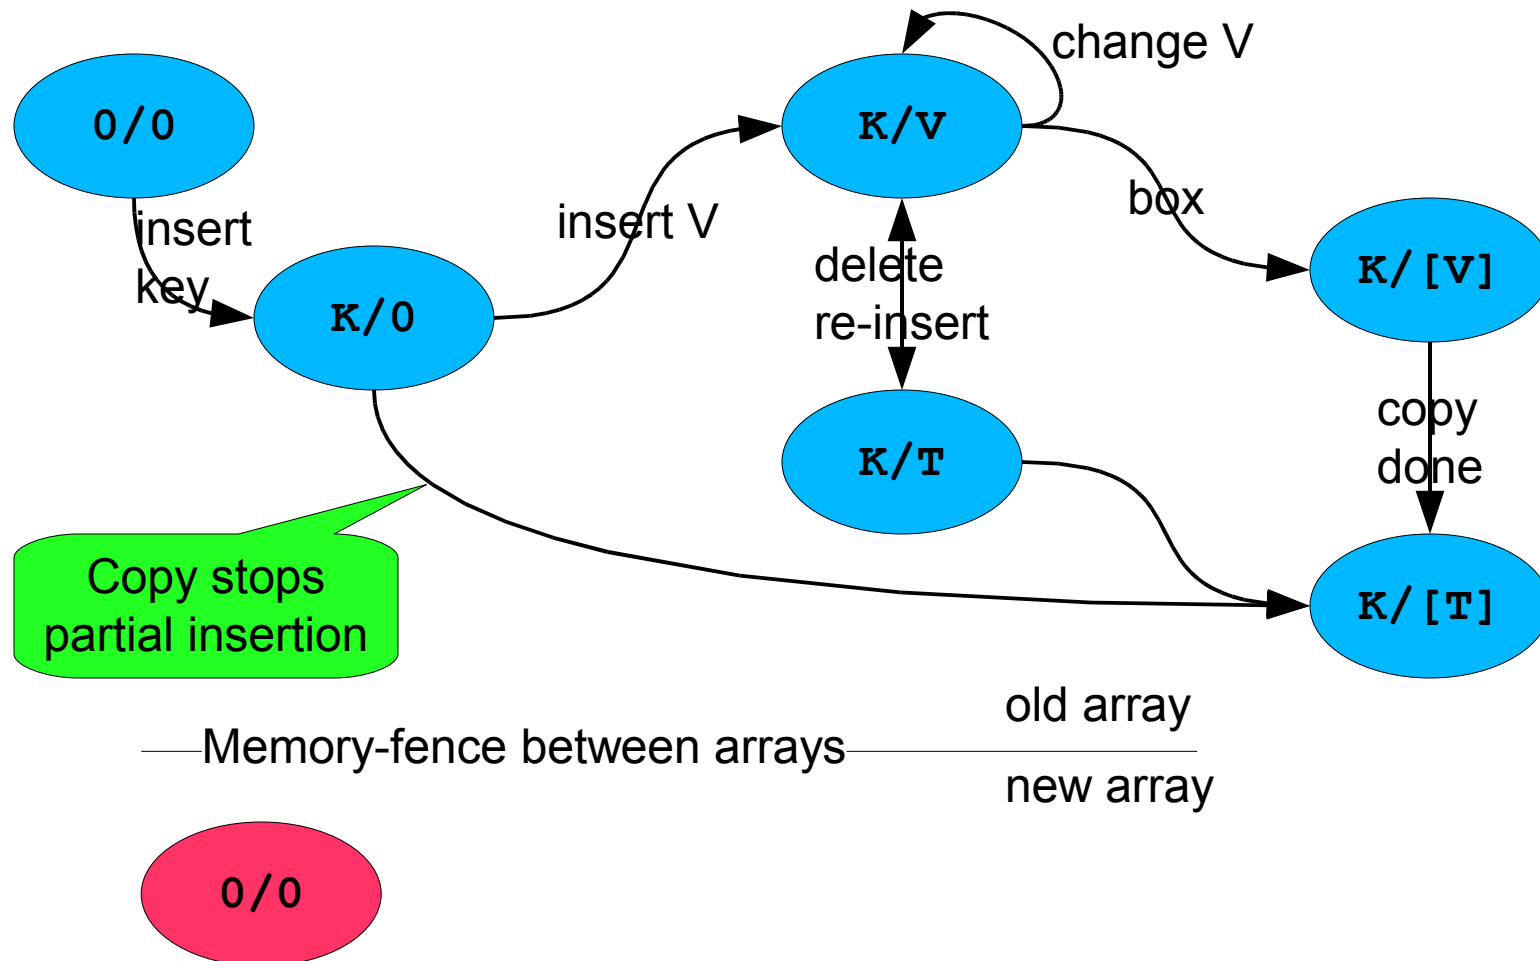 change V
0/0
K/V
insert
key
insert V
box
delete
re-insert
K/0
K/[V]
copy
done
K/T
Copy stops
partial insertion
K/[T]
old array
Memory-fence between arrays
new array
0/0